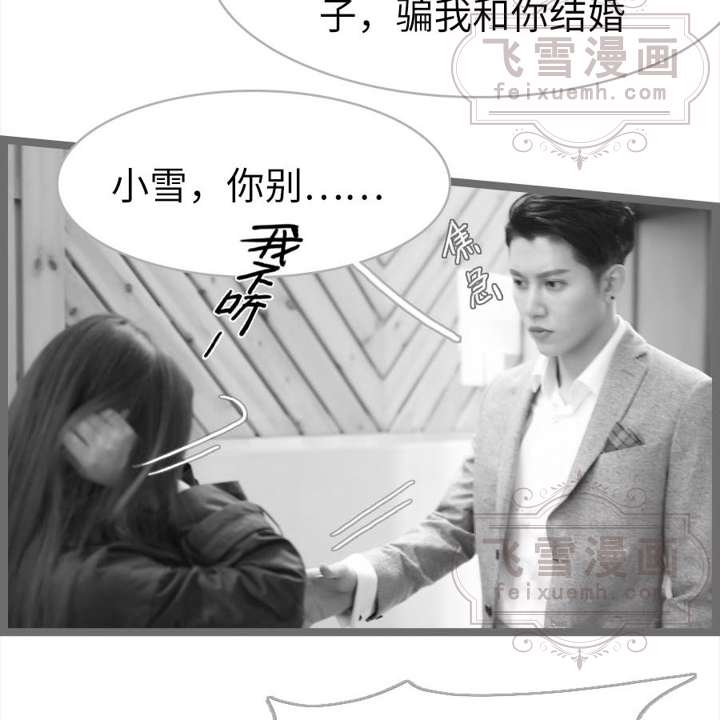 子，骗我和你结婚
飞雪漫画
feixuemh.com
小雪，你别……
我不听
焦急
飞雪漫画
feixuemh.com